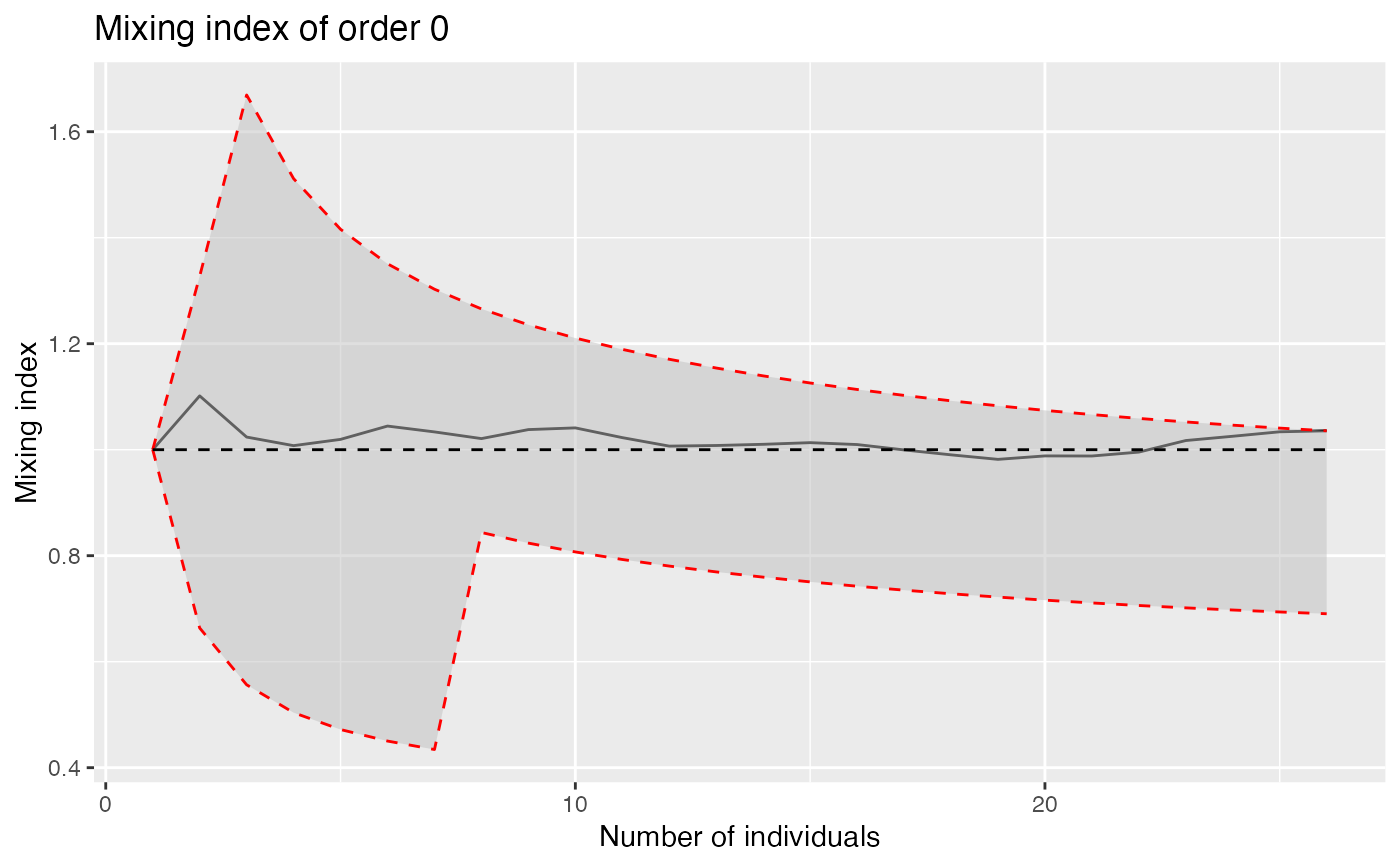 Mixing index of order 0
1.6
1.2
0.8
0.4
Mixing index
0 10 20
Number of individuals